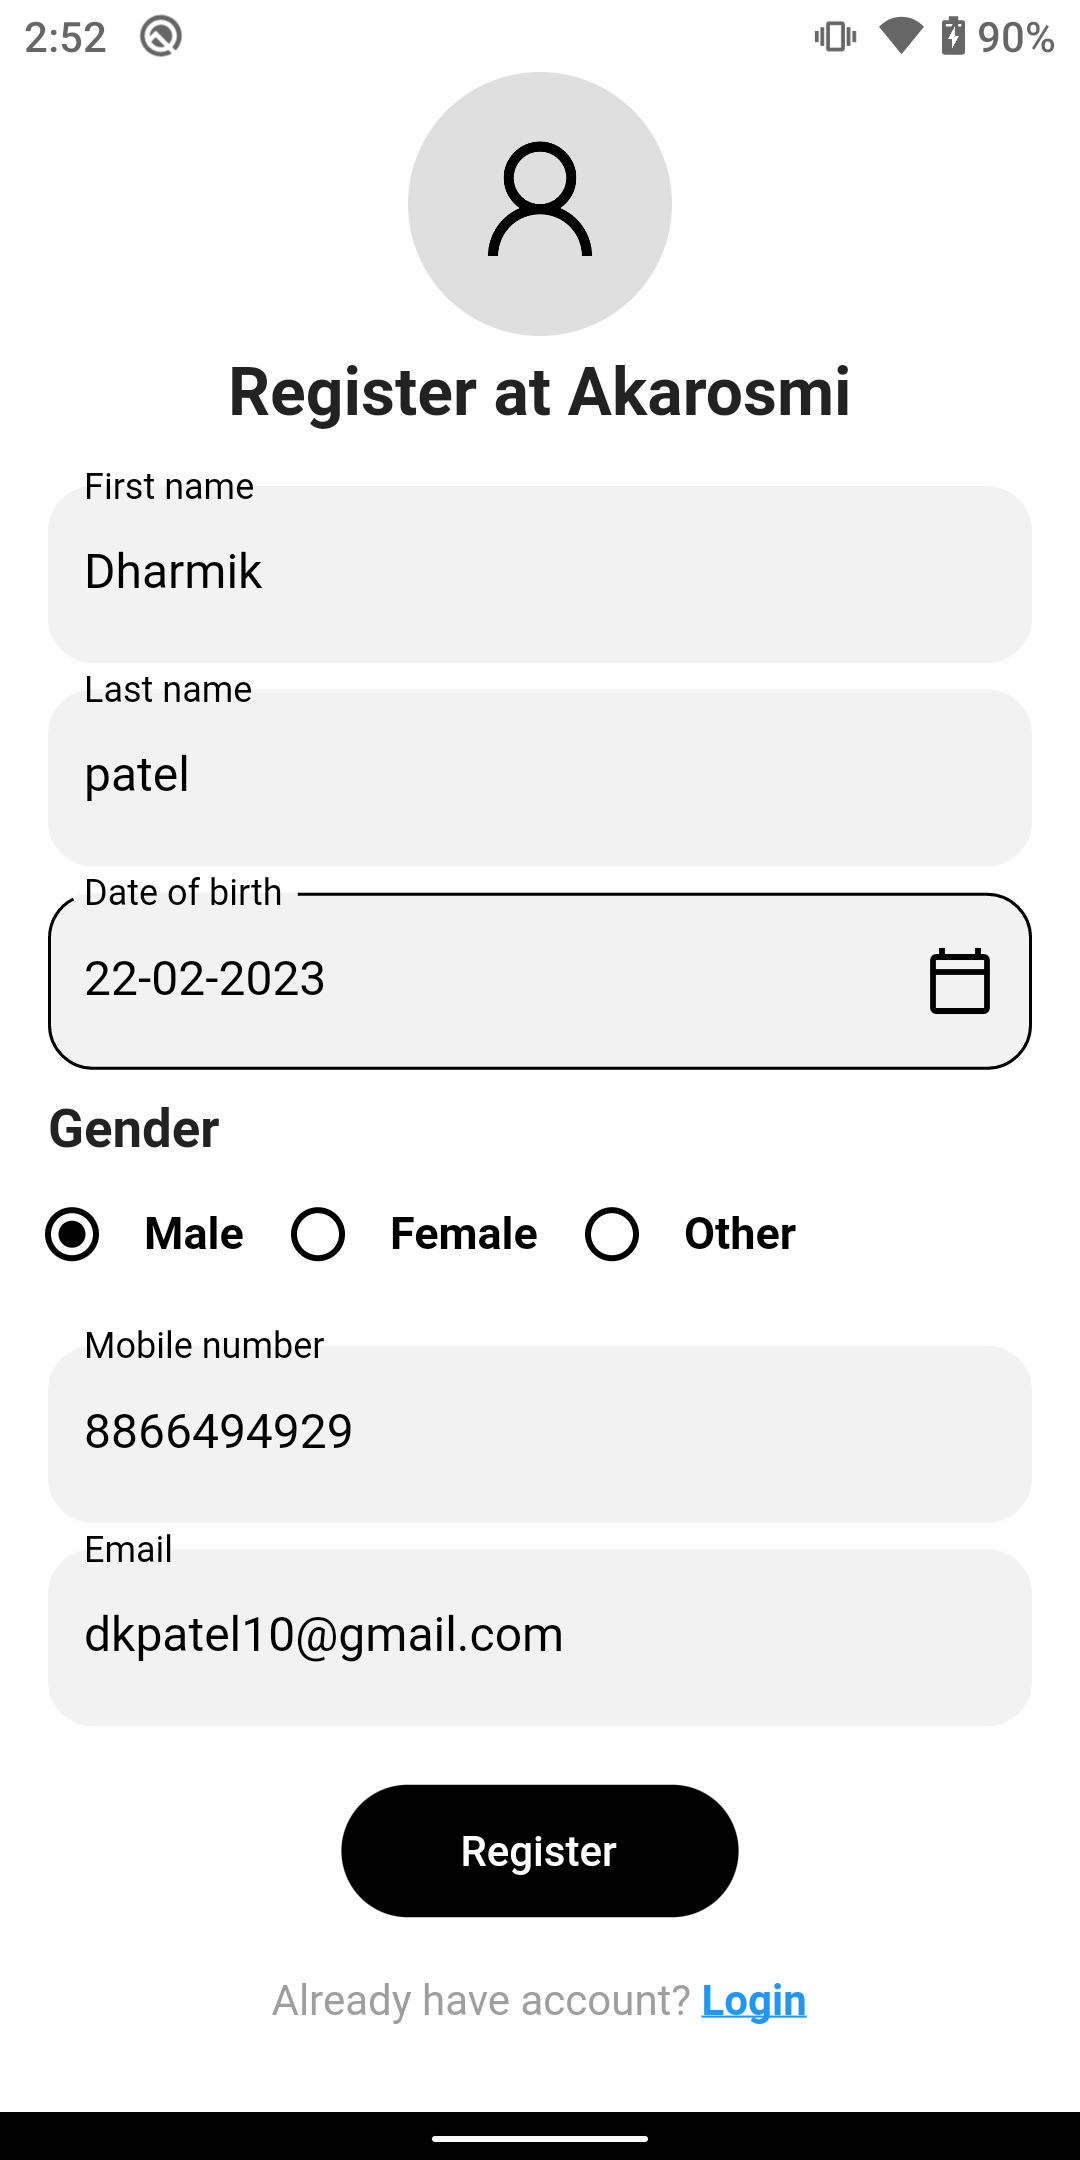 2:52
90%
Register at Akarosmi
First name
Dharmik
Last name
patel
Date of birth
22-02-2023
Gender
Male Female Other
Mobile number
8866494929
Email
dkpatel10@gmail.com
Register
Already have account? Login